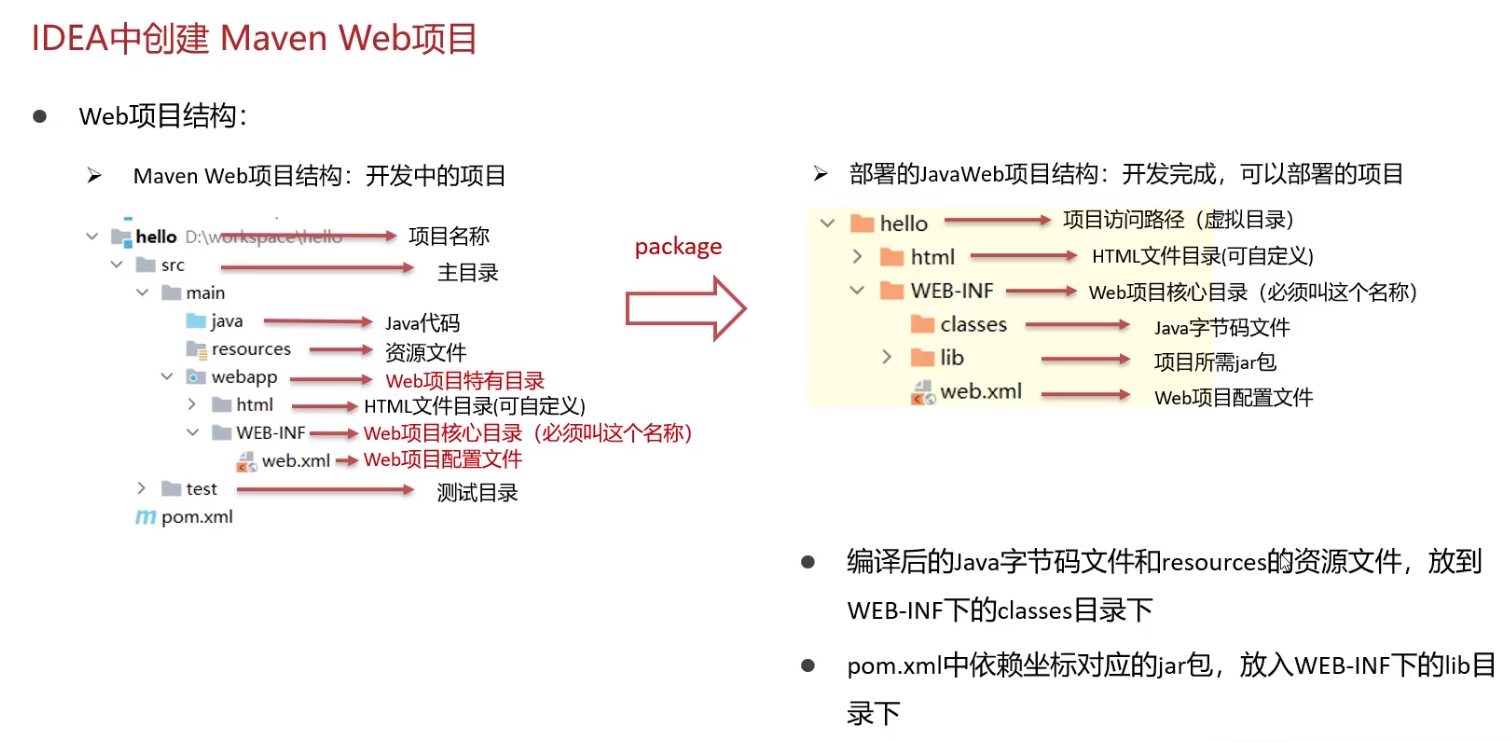 IDEA中创建 Maven Web项目
Web项目结构：
Maven Web项目结构：开发中的项目
hello D:\workspace\hello 项目名称
src 主目录
main
java Java代码
resources 资源文件
webapp Web项目特有目录
html HTML文件目录(可自定义)
WEB-INF Web项目核心目录（必须叫这个名称）
web.xml Web项目配置文件
test 测试目录
pom.xml
package
部署的JavaWeb项目结构：开发完成，可以部署的项目
hello 项目访问路径（虚拟目录）
html HTML文件目录(可自定义)
WEB-INF Web项目核心目录（必须叫这个名称）
classes Java字节码文件
lib 项目所需jar包
web.xml Web项目配置文件
编译后的Java字节码文件和resources的资源文件，放到
WEB-INF下的classes目录下
pom.xml中依赖坐标对应的jar包，放入WEB-INF下的lib目
录下